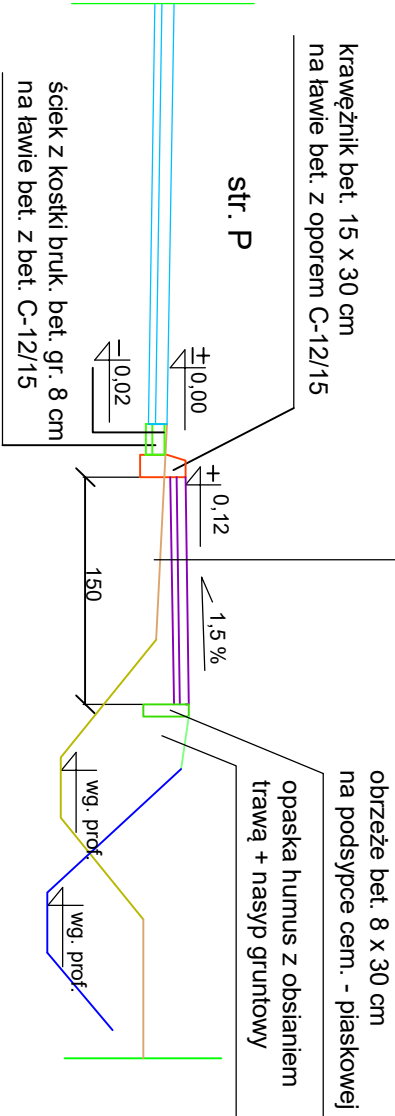 krawężnik bet. 15 x 30 cm
na ławie bet. z oporem C-12/15
str. P
ściek z kostki bruk. bet. gr. 8 cm
na ławie bet. z bet. C-12/15
± 0,00
− 0,02
+ 0,12
1,5 %
150
obrzeże bet. 8 x 30 cm
na podsypce cem. - piaskowej
opaska humus z obsianiem
trawą + nasyp gruntowy
wg. prof.
wg. prof.